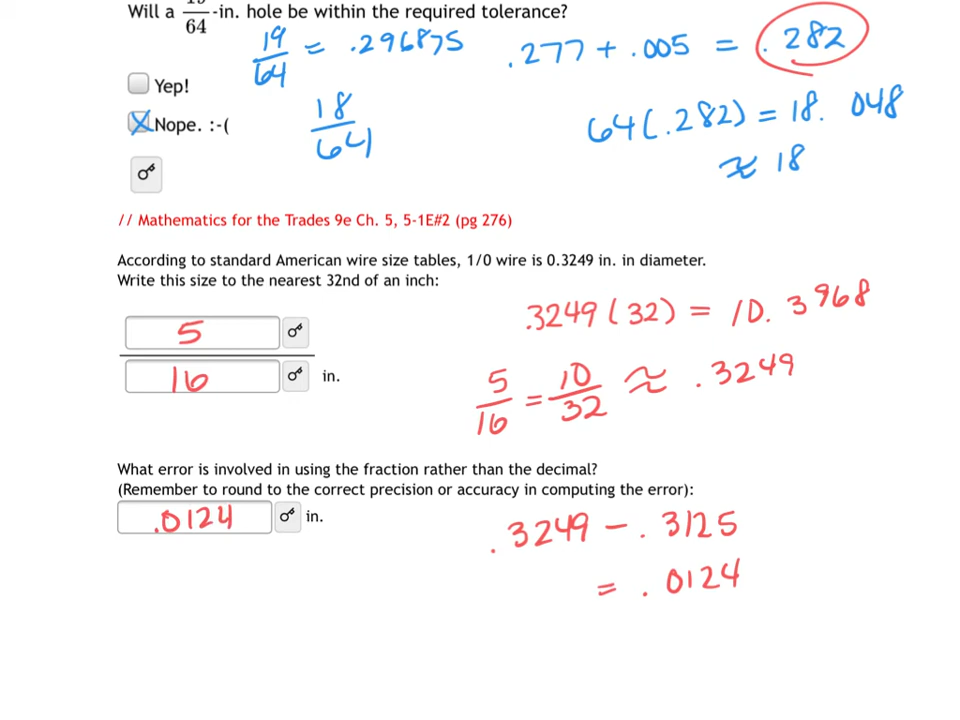 Will a 19/64 -in. hole be within the required tolerance?
19/64 = .296875
.277 + .005 = .282
Yep!
18/64
64(.282) = 18.048
Nope. :-(
≈ 18
// Mathematics for the Trades 9e Ch. 5, 5-1E#2 (pg 276)
According to standard American wire size tables, 1/0 wire is 0.3249 in. in diameter.
Write this size to the nearest 32nd of an inch:
.3249(32) = 10.3968
5
16 in.
5/16 = 10/32 ≈ .3249
What error is involved in using the fraction rather than the decimal?
(Remember to round to the correct precision or accuracy in computing the error):
.0124 in.
.3249 - .3125
= .0124